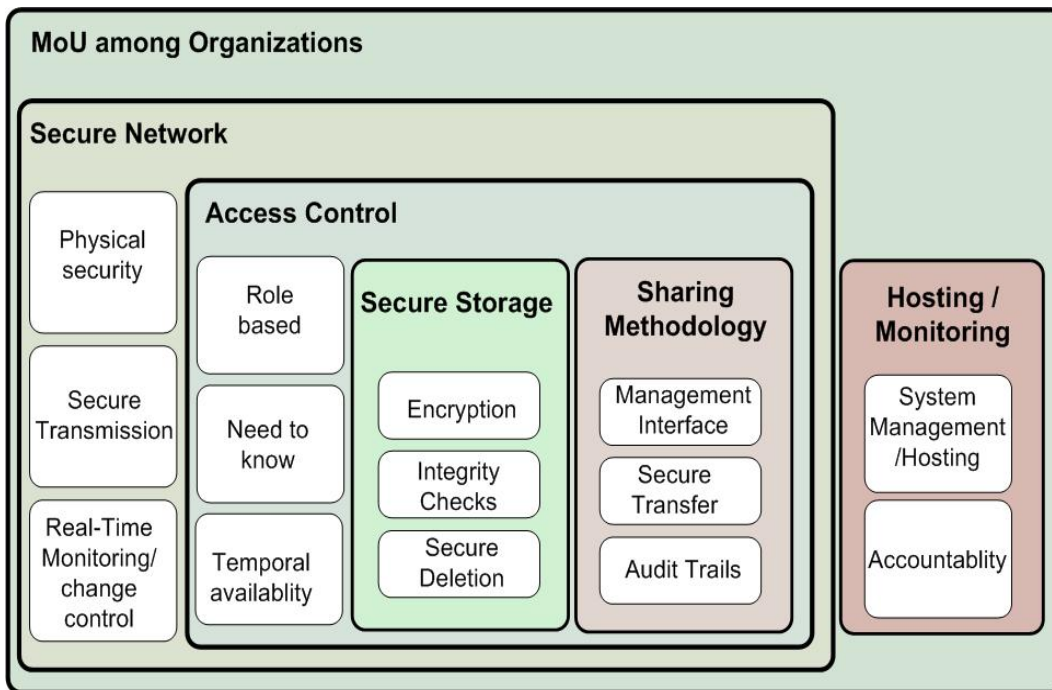 MoU among Organizations
Secure Network
Physical
security
Secure
Transmission
Real-Time
Monitoring/
change
control
Access Control
Role
based
Need to
know
Temporal
availablity
Secure Storage
Encryption
Integrity
Checks
Secure
Deletion
Sharing
Methodology
Management
Interface
Secure
Transfer
Audit Trails
Hosting /
Monitoring
System
Management
/Hosting
Accountablity